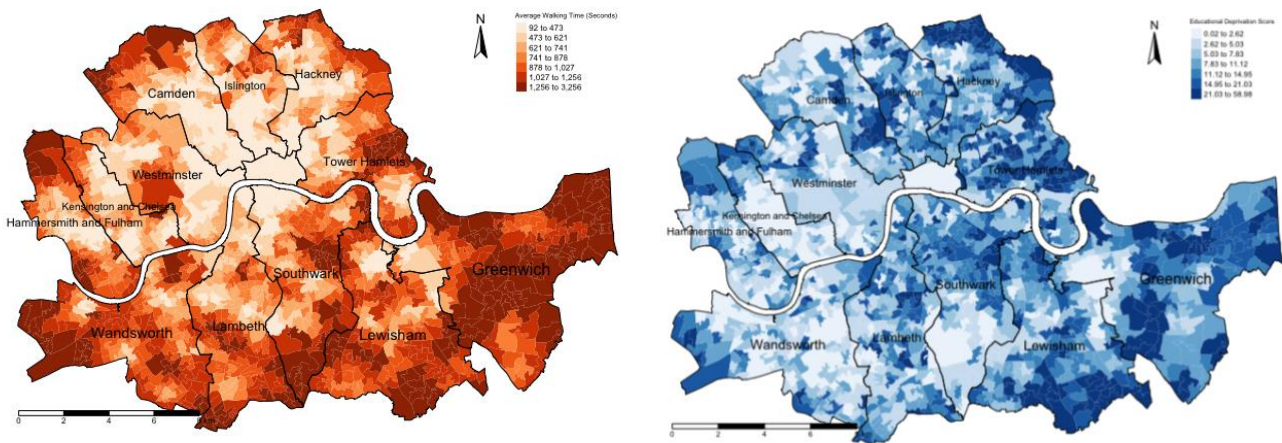 N
Average Walking Time (Seconds)
92 to 473
473 to 621
621 to 741
741 to 878
878 to 1,027
1,027 to 1,256
1,256 to 3,256
Hackney
Islington
Camden
Tower Hamlets
Westminster
Kensington and Chelsea
Hammersmith and Fulham
Southwark
Greenwich
Wandsworth
Lambeth
Lewisham
0 2 4 6
N
Educational Deprivation Score
0.02 to 2.62
2.62 to 5.03
5.03 to 7.83
7.83 to 11.12
11.12 to 14.95
14.95 to 21.03
21.03 to 58.98
Hackney
Islington
Camden
Tower Hamlets
Westminster
Kensington and Chelsea
Hammersmith and Fulham
Greenwich
Southwark
Wandsworth
Lambeth
Lewisham
0 2 4 6